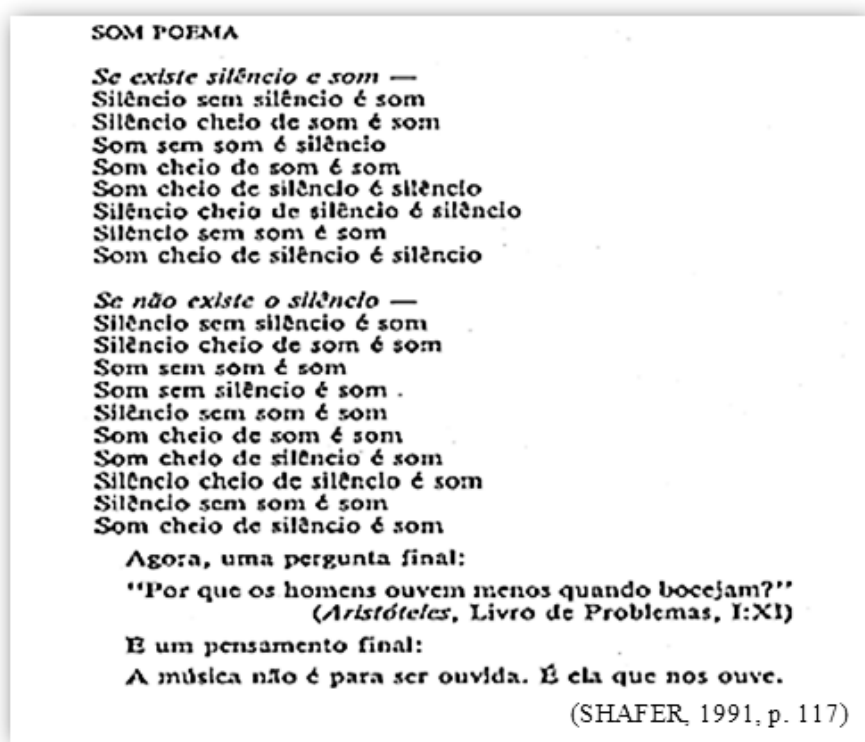 SOM POEMA
Se existe silêncio e som —
Silêncio sem silêncio é som
Silêncio cheio de som é som
Som sem som é silêncio
Som cheio de som é som
Som cheio de silêncio é silêncio
Silêncio cheio de silêncio é silêncio
Silêncio sem som é som
Som cheio de silêncio é silêncio
Se não existe o silêncio —
Silêncio sem silêncio é som
Silêncio cheio de som é som
Som sem som é som
Som sem silêncio é som .
Silêncio sem som é som
Som cheio de som é som
Som cheio de silêncio é som
Silêncio cheio de silêncio é som
Silêncio sem som é som
Som cheio de silêncio é som
Agora, uma pergunta final:
"Por que os homens ouvem menos quando bocejam?"
(Aristóteles, Livro de Problemas, I:XI)
E um pensamento final:
A música não é para ser ouvida. É ela que nos ouve.
(SHAFER, 1991, p. 117)